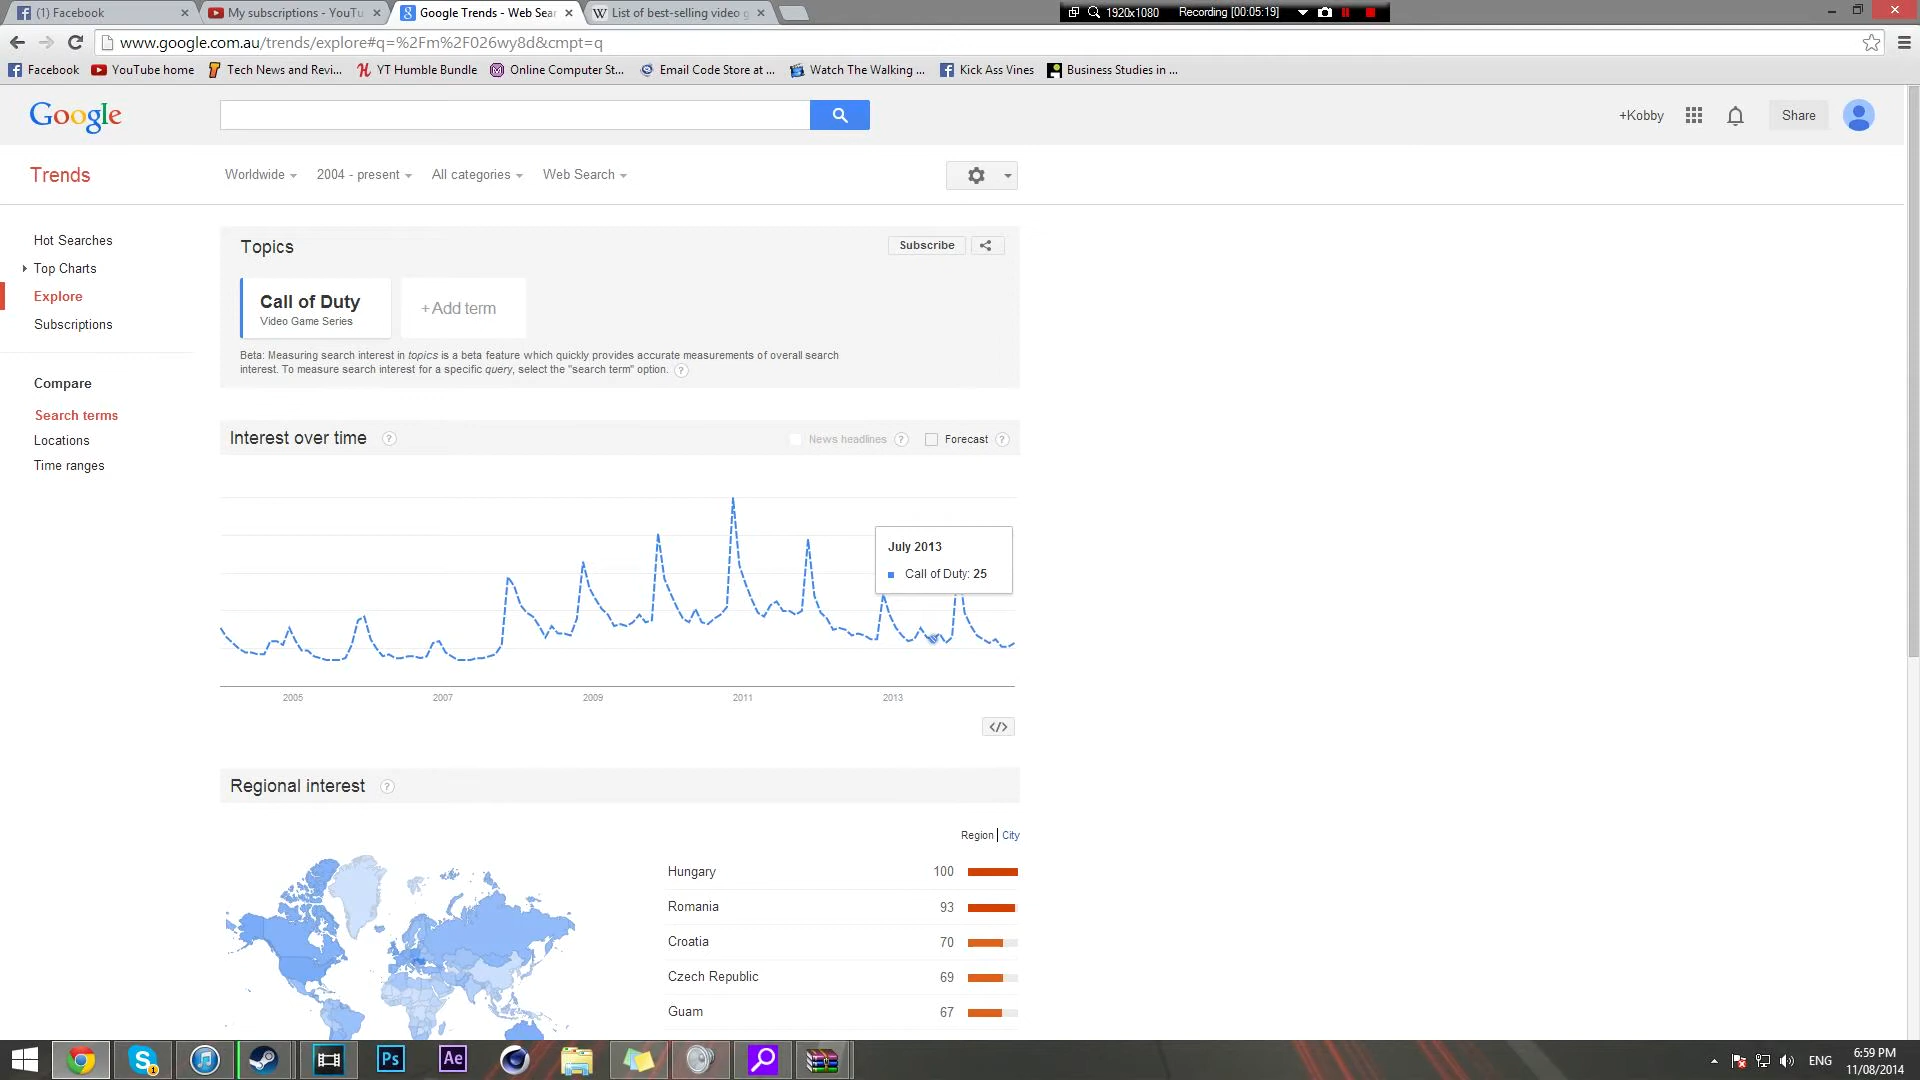 (1) Facebook
My subscriptions - YouTu
Google Trends - Web Sear
List of best-selling video g
1920x1080
Recording [00:05:19]
www.google.com.au/trends/explore#q=%2Fm%2F026wy8d&cmpt=q
Facebook
YouTube home
Tech News and Revi...
YT Humble Bundle
Online Computer St...
Email Code Store at ...
Watch The Walking ...
Kick Ass Vines
Business Studies in ...
Google
+Kobby
Share
Trends
Worldwide
2004 - present
All categories
Web Search
Hot Searches
Top Charts
Explore
Subscriptions
Compare
Search terms
Locations
Time ranges
Topics
Subscribe
Call of Duty
Video Game Series
+Add term
Beta: Measuring search interest in topics is a beta feature which quickly provides accurate measurements of overall search
interest. To measure search interest for a specific query, select the "search term" option. ?
Interest over time ?
News headlines ?
Forecast ?
July 2013
Call of Duty: 25
2005
2007
2009
2011
2013
</>
Regional interest ?
Region | City
Hungary 100
Romania 93
Croatia 70
Czech Republic 69
Guam 67
Ps
Ae
ENG
6:59 PM
11/08/2014